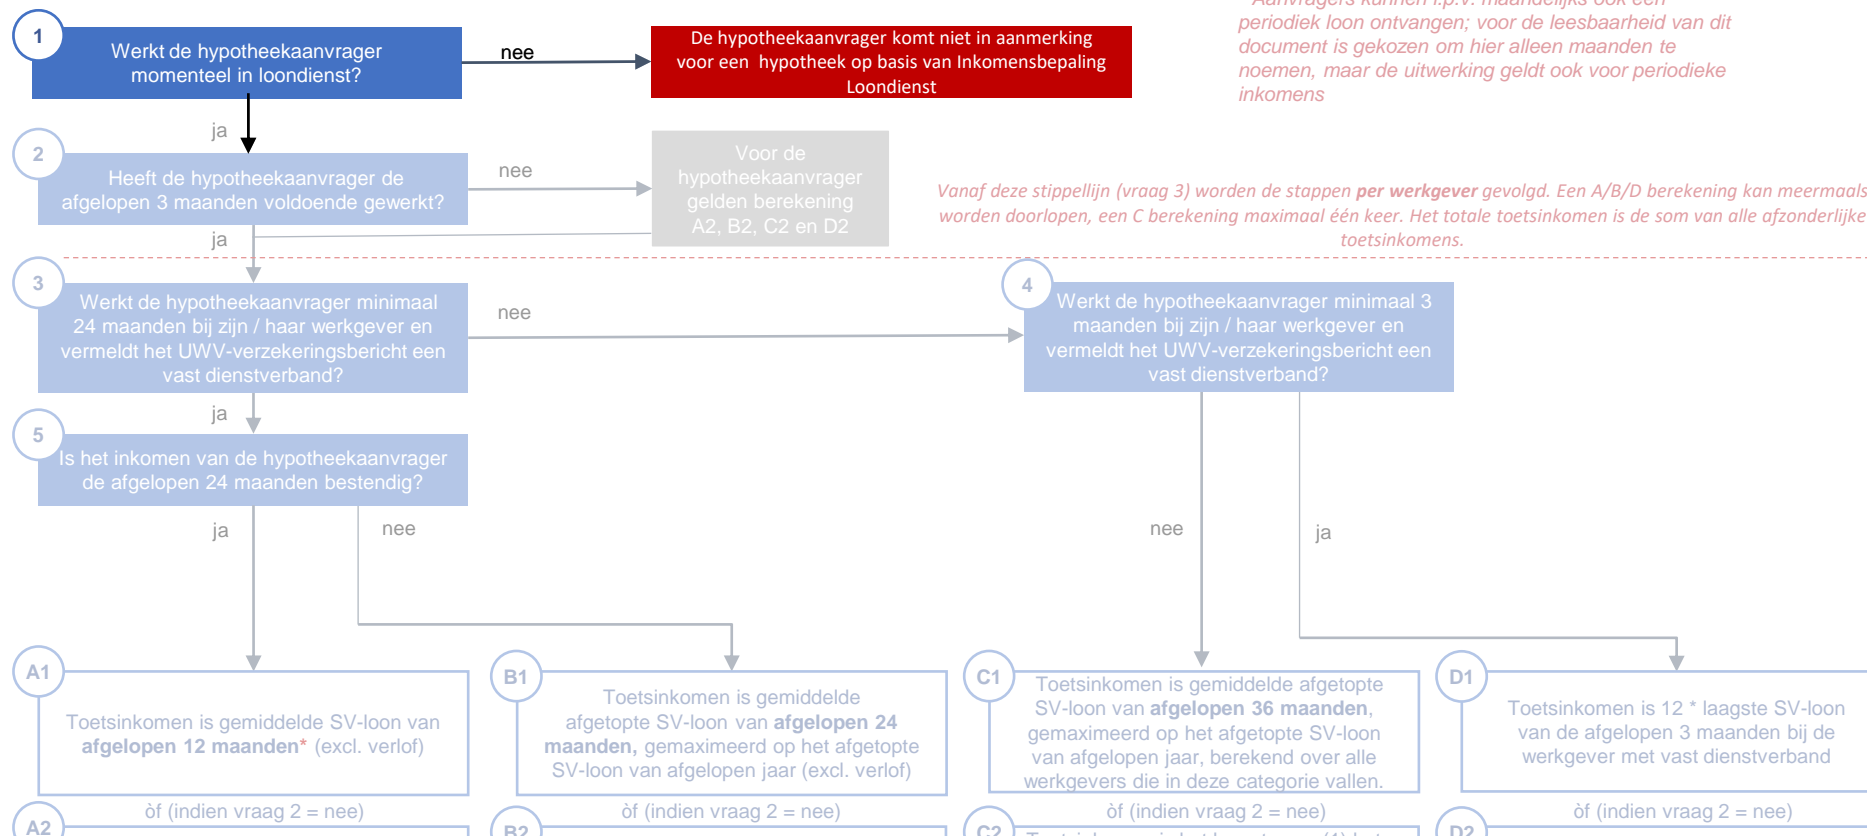 * Aanvragers kunnen i.p.v. maandelijks ook een
periodiek loon ontvangen; voor de leesbaarheid van dit
document is gekozen om hier alleen maanden te
noemen, maar de uitwerking geldt ook voor periodieke
inkomens
1
Werkt de hypotheekaanvrager
momenteel in loondienst?
nee
De hypotheekaanvrager komt niet in aanmerking
voor een hypotheek op basis van Inkomensbepaling
Loondienst
ja
2
Heeft de hypotheekaanvrager de
afgelopen 3 maanden voldoende gewerkt?
nee
Voor de
hypotheekaanvrager
gelden berekening
A2, B2, C2 en D2
ja
Vanaf deze stippellijn (vraag 3) worden de stappen per werkgever gevolgd. Een A/B/D berekening kan meermaals
worden doorlopen, een C berekening maximaal één keer. Het totale toetsinkomen is de som van alle afzonderlijke
toetsinkomens.
3
Werkt de hypotheekaanvrager minimaal
24 maanden bij zijn / haar werkgever en
vermeldt het UWV-verzekeringsbericht een
vast dienstverband?
nee
4
Werkt de hypotheekaanvrager minimaal 3
maanden bij zijn / haar werkgever en
vermeldt het UWV-verzekeringsbericht een
vast dienstverband?
ja
5
Is het inkomen van de hypotheekaanvrager
de afgelopen 24 maanden bestendig?
ja
nee
nee
ja
A1
Toetsinkomen is gemiddelde SV-loon van
afgelopen 12 maanden* (excl. verlof)
B1
Toetsinkomen is gemiddelde
afgetopte SV-loon van afgelopen 24
maanden, gemaximeerd op het afgetopte
SV-loon van afgelopen jaar (excl. verlof)
C1
Toetsinkomen is gemiddelde afgetopte
SV-loon van afgelopen 36 maanden,
gemaximeerd op het afgetopte SV-loon
van afgelopen jaar, berekend over alle
werkgevers die in deze categorie vallen.
D1
Toetsinkomen is 12 * laagste SV-loon
van de afgelopen 3 maanden bij de
werkgever met vast dienstverband
òf (indien vraag 2 = nee)
òf (indien vraag 2 = nee)
òf (indien vraag 2 = nee)
òf (indien vraag 2 = nee)
A2
B2
C2
D2